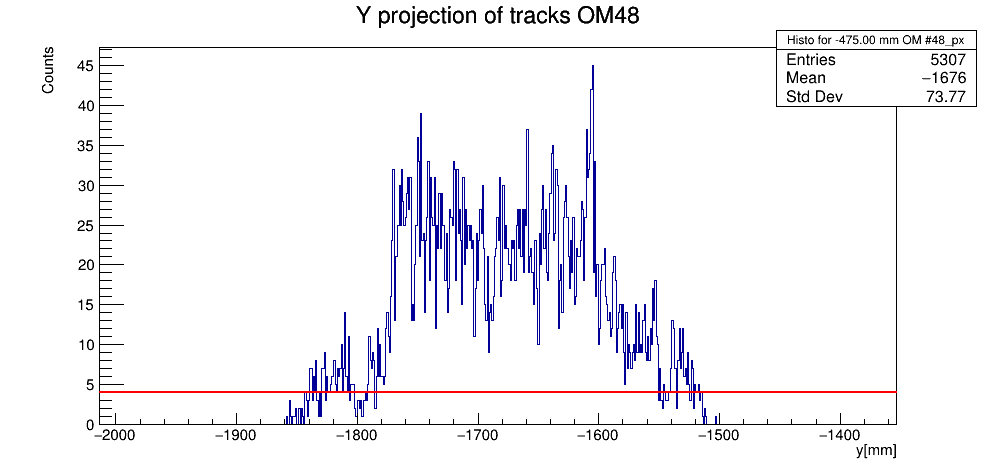 Y projection of tracks OM48
Histo for -475.00 mm OM #48_px
Entries 5307
Mean −1676
Std Dev 73.77
Counts
45
40
35
30
25
20
15
10
5
0
−2000 −1900 −1800 −1700 −1600 −1500 −1400
y[mm]